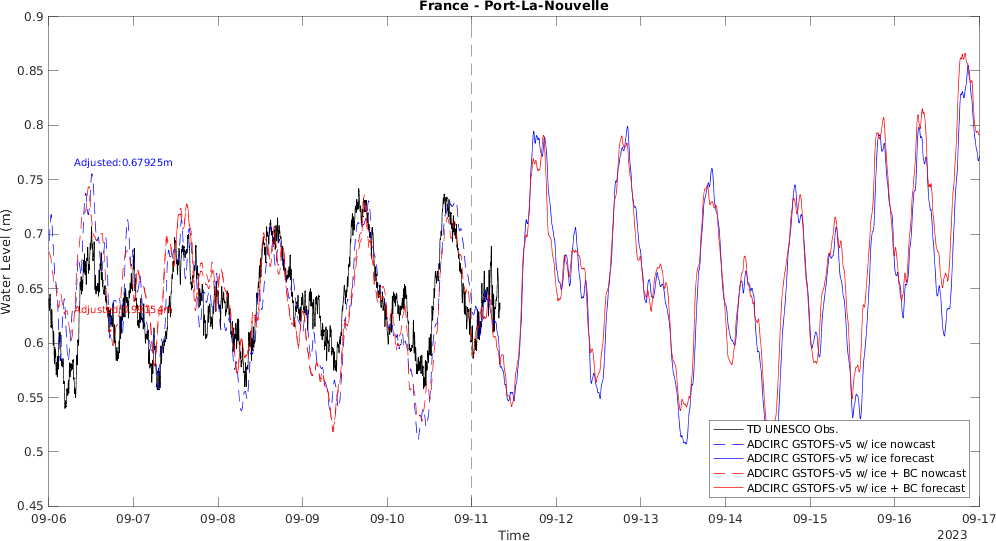 France - Port-La-Nouvelle
Water Level (m)
0.9
0.85
0.8
0.75
0.7
0.65
0.6
0.55
0.5
0.45
Adjusted:0.67925m
TD UNESCO Obs.
ADCIRC GSTOFS-v5 w/ ice nowcast
ADCIRC GSTOFS-v5 w/ ice forecast
ADCIRC GSTOFS-v5 w/ ice + BC nowcast
ADCIRC GSTOFS-v5 w/ ice + BC forecast
09-06 09-07 09-08 09-09 09-10 09-11 09-12 09-13 09-14 09-15 09-16 09-17
Time
2023